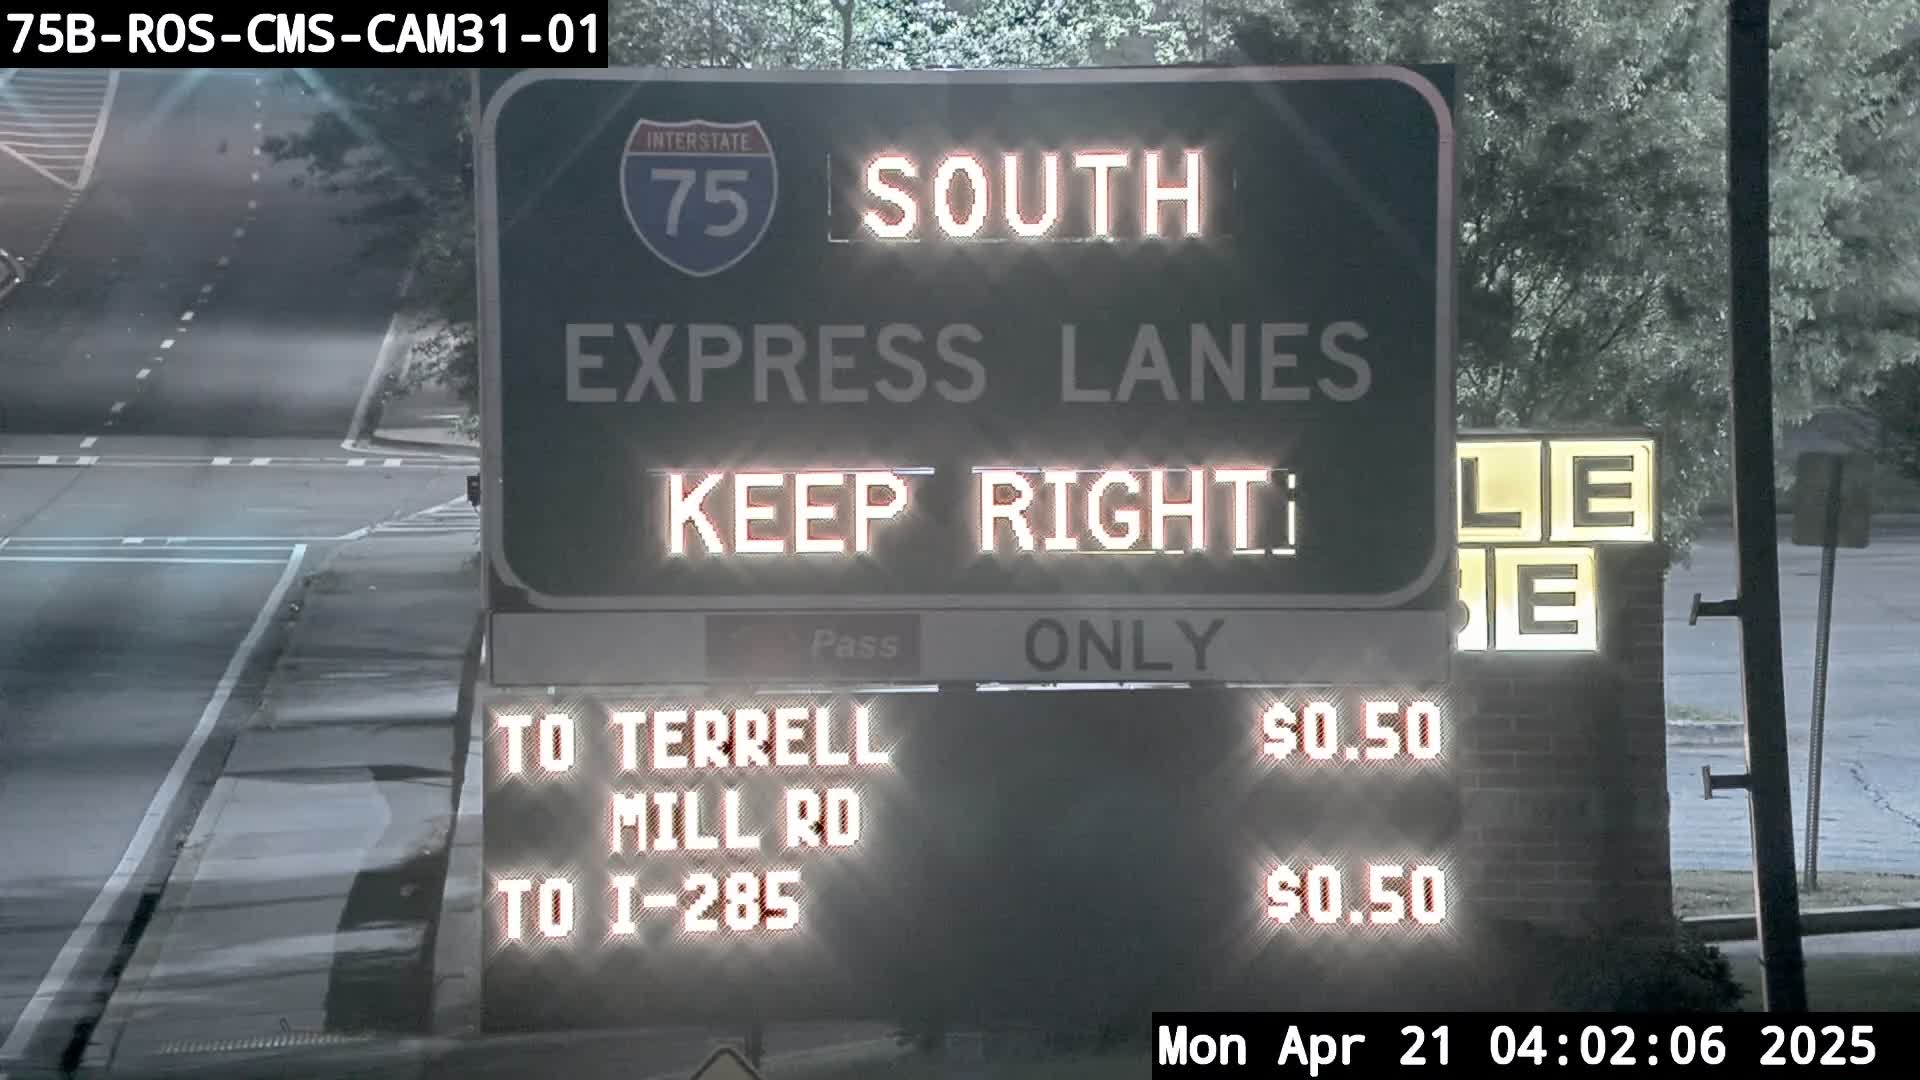 75B-ROS-CMS-CAM31-01
INTERSTATE
75
SOUTH
EXPRESS LANES
KEEP RIGHT
Pass ONLY
TO TERRELL $0.50
MILL RD
TO I-285 $0.50
LE
E
Mon Apr 21 04:02:06 2025